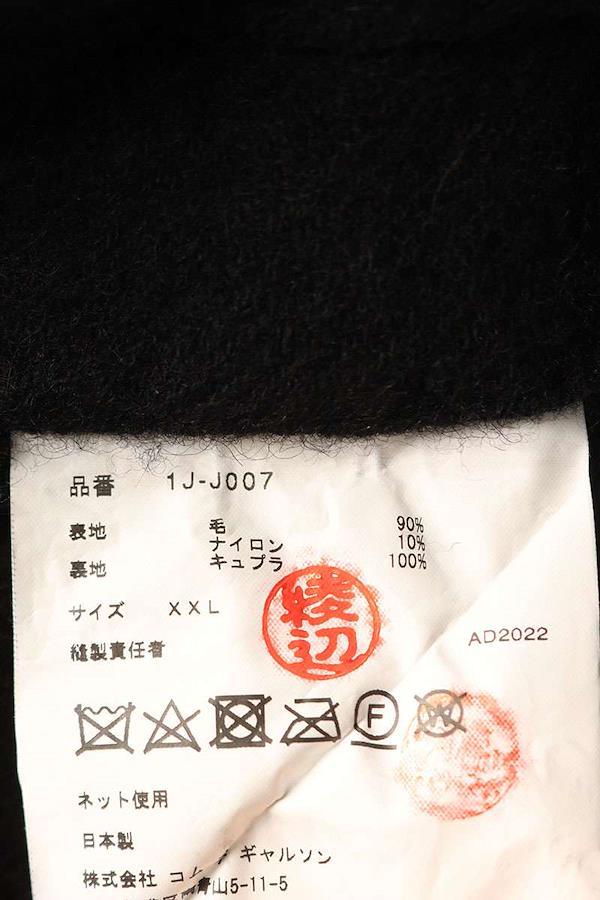 品番 1J-J007
表地 毛 90%
ナイロン 10%
裏地 キュプラ 100%
サイズ XXL
縫製責任者 綾辺
AD2022
F W
ネット使用
日本製
株式会社 コム ギャルソン
青山5-11-5